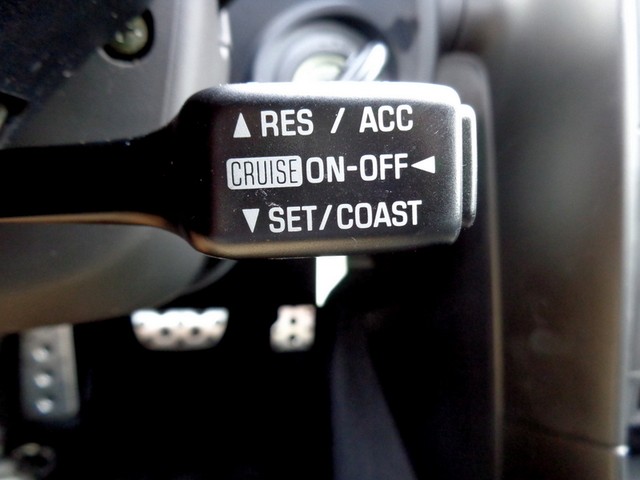 ▲ RES / ACC
CRUISE ON-OFF ◄
▼ SET/COAST